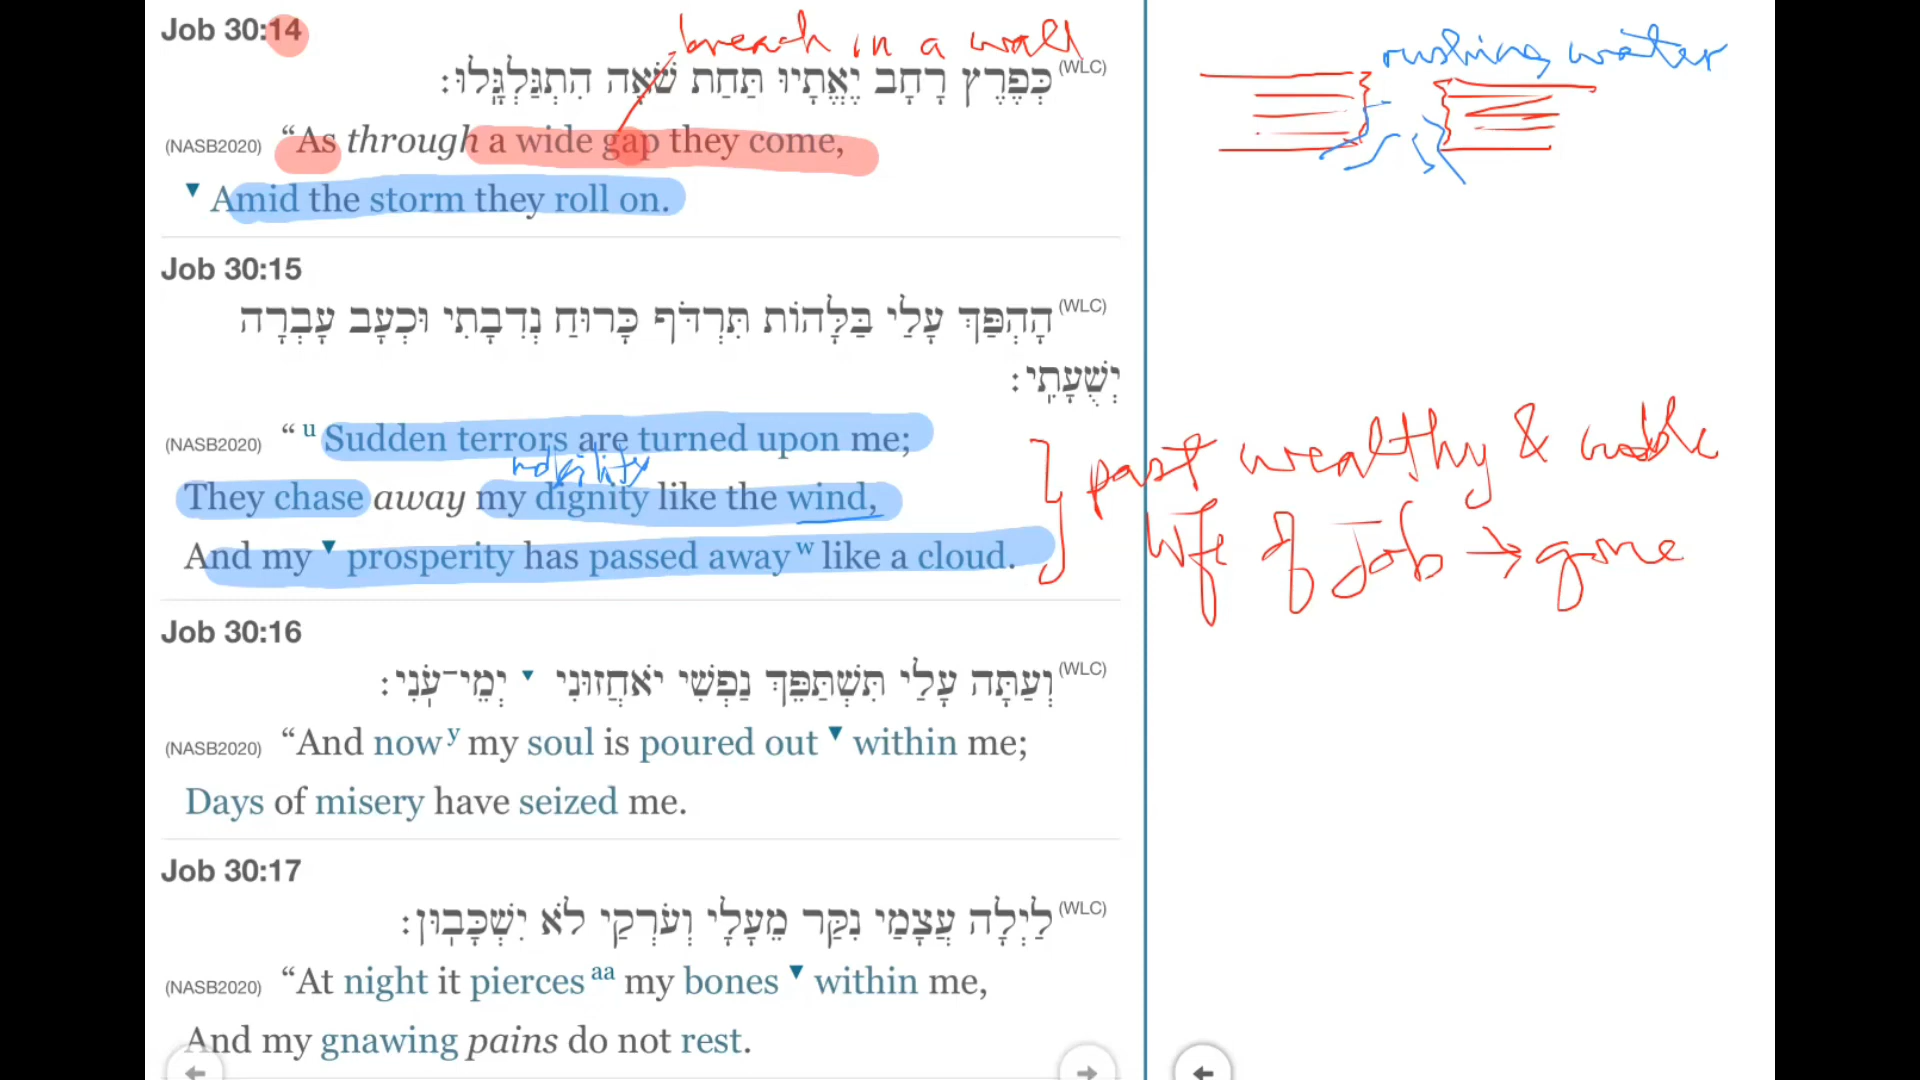 Job 30:14
breach in a wall
rushing water
כְּפֶ֣רֶץ רָחָ֣ב יֶאֱתָ֑יוּ תַּ֥חַת שֹׁ֝אָ֗ה הִתְגַּלְגָּֽלוּ׃ (WLC)
(NASB2020) “As through a wide gap they come,
▼ Amid the storm they roll on.
Job 30:15
הָהְפַּ֥ךְ עָלַ֗י בַּלָּ֫ה֥וֹת תִּרְדֹּ֣ף כָּ֭רוּחַ נְדִבָתִ֑י וּכְעָ֥ב עָ֝בְרָ֗ה (WLC)
יְשֻׁעָתִֽי׃
(NASB2020) “ u Sudden terrors are turned upon me;
nobility
They chase away my dignity like the wind,
And my ▼ prosperity has passed away w like a cloud.
past wealthy & noble
life of Job → gone
Job 30:16
וְעַתָּ֗ה עָ֭לַי תִּשְׁתַּפֵּ֣ךְ נַפְשִׁ֑י יֹ֭אחֲזוּנִי ▼ יְמֵי־עֹֽנִי׃ (WLC)
(NASB2020) “And now y my soul is poured out ▼ within me;
Days of misery have seized me.
Job 30:17
לַ֗יְלָה עֲ֭צָמַי נִקַּ֣ר מֵעָלָ֑י וְ֝עֹרְקַ֗י לֹ֣א יִשְׁכָּבֽוּן׃ (WLC)
(NASB2020) “At night it pierces aa my bones ▼ within me,
And my gnawing pains do not rest.